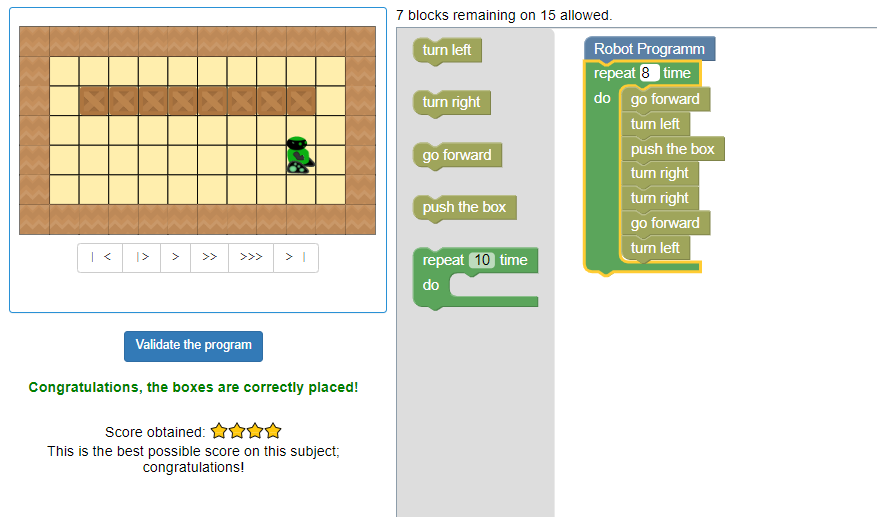 7 blocks remaining on 15 allowed.
turn left
turn right
go forward
push the box
repeat 10 time
do
Robot Programm
repeat 8 time
do
go forward
turn left
push the box
turn right
turn right
go forward
turn left
| < | > > >> >>> > |
Validate the program
Congratulations, the boxes are correctly placed!
Score obtained:
This is the best possible score on this subject;
congratulations!